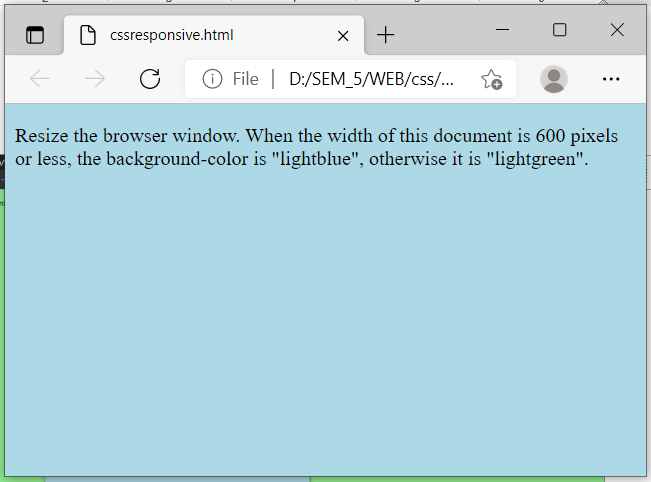 cssresponsive.html
File | D:/SEM_5/WEB/css/...
Resize the browser window. When the width of this document is 600 pixels
or less, the background-color is "lightblue", otherwise it is "lightgreen".